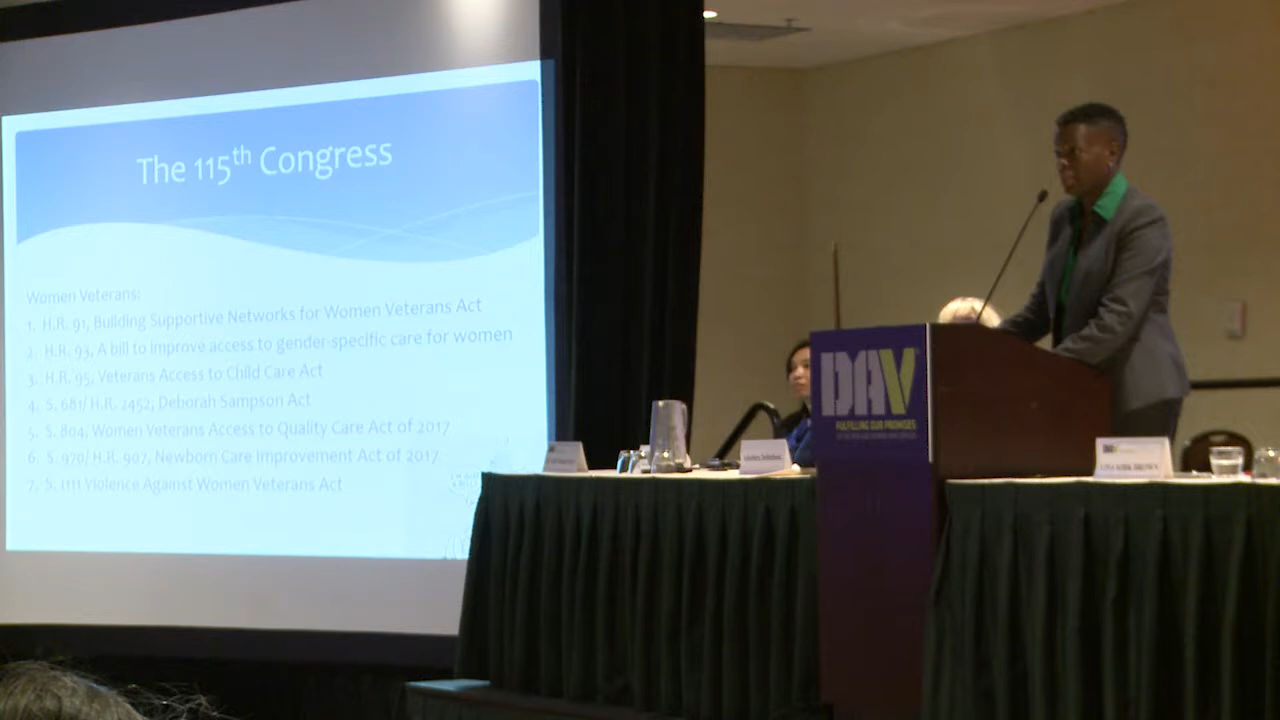 The 115th Congress
Women Veterans:
1. H.R. 91, Building Supportive Networks for Women Veterans Act
2. H.R. 93, A bill to improve access to gender-specific care for women
3. H.R. 95, Veterans Access to Child Care Act
4. S. 681/ H.R. 2452, Deborah Sampson Act
5. S. 804, Women Veterans Access to Quality Care Act of 2017
6. S. 970/ H.R. 907, Newborn Care Improvement Act of 2017
7. S. 1111 Violence Against Women Veterans Act
DAV
FULFILLING OUR PROMISES